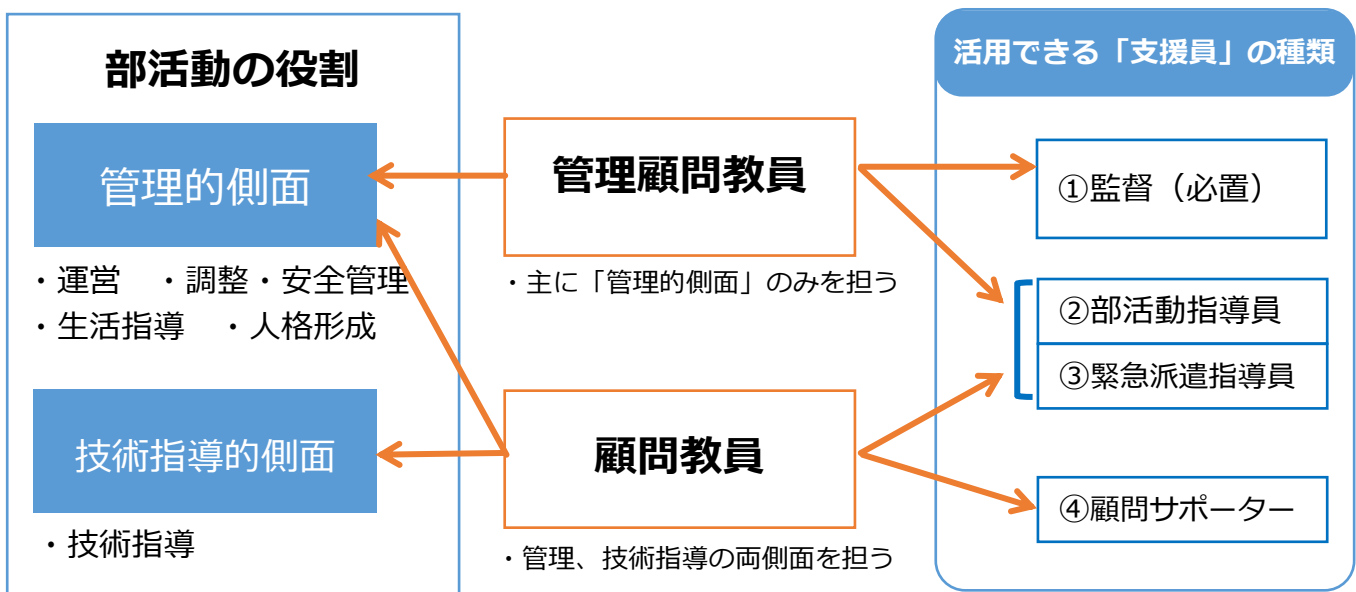 部活動の役割
管理的側面
・運営　・調整・安全管理
・生活指導　・人格形成
技術指導的側面
・技術指導
管理顧問教員
・主に「管理的側面」のみを担う
顧問教員
・管理、技術指導の両側面を担う
活用できる「支援員」の種類
①監督（必置）
②部活動指導員
③緊急派遣指導員
④顧問サポーター